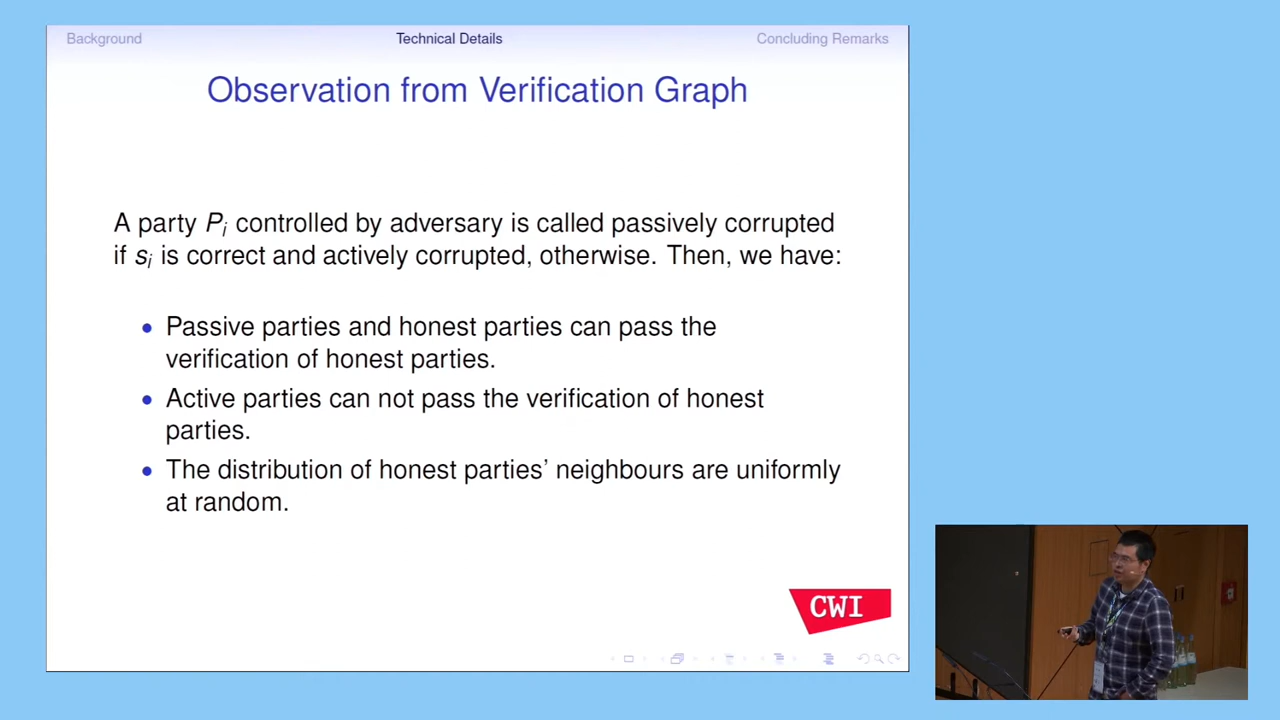 Background Technical Details Concluding Remarks
Observation from Verification Graph
A party Pi controlled by adversary is called passively corrupted
if si is correct and actively corrupted, otherwise. Then, we have:
• Passive parties and honest parties can pass the
verification of honest parties.
• Active parties can not pass the verification of honest
parties.
• The distribution of honest parties’ neighbours are uniformly
at random.
CWI